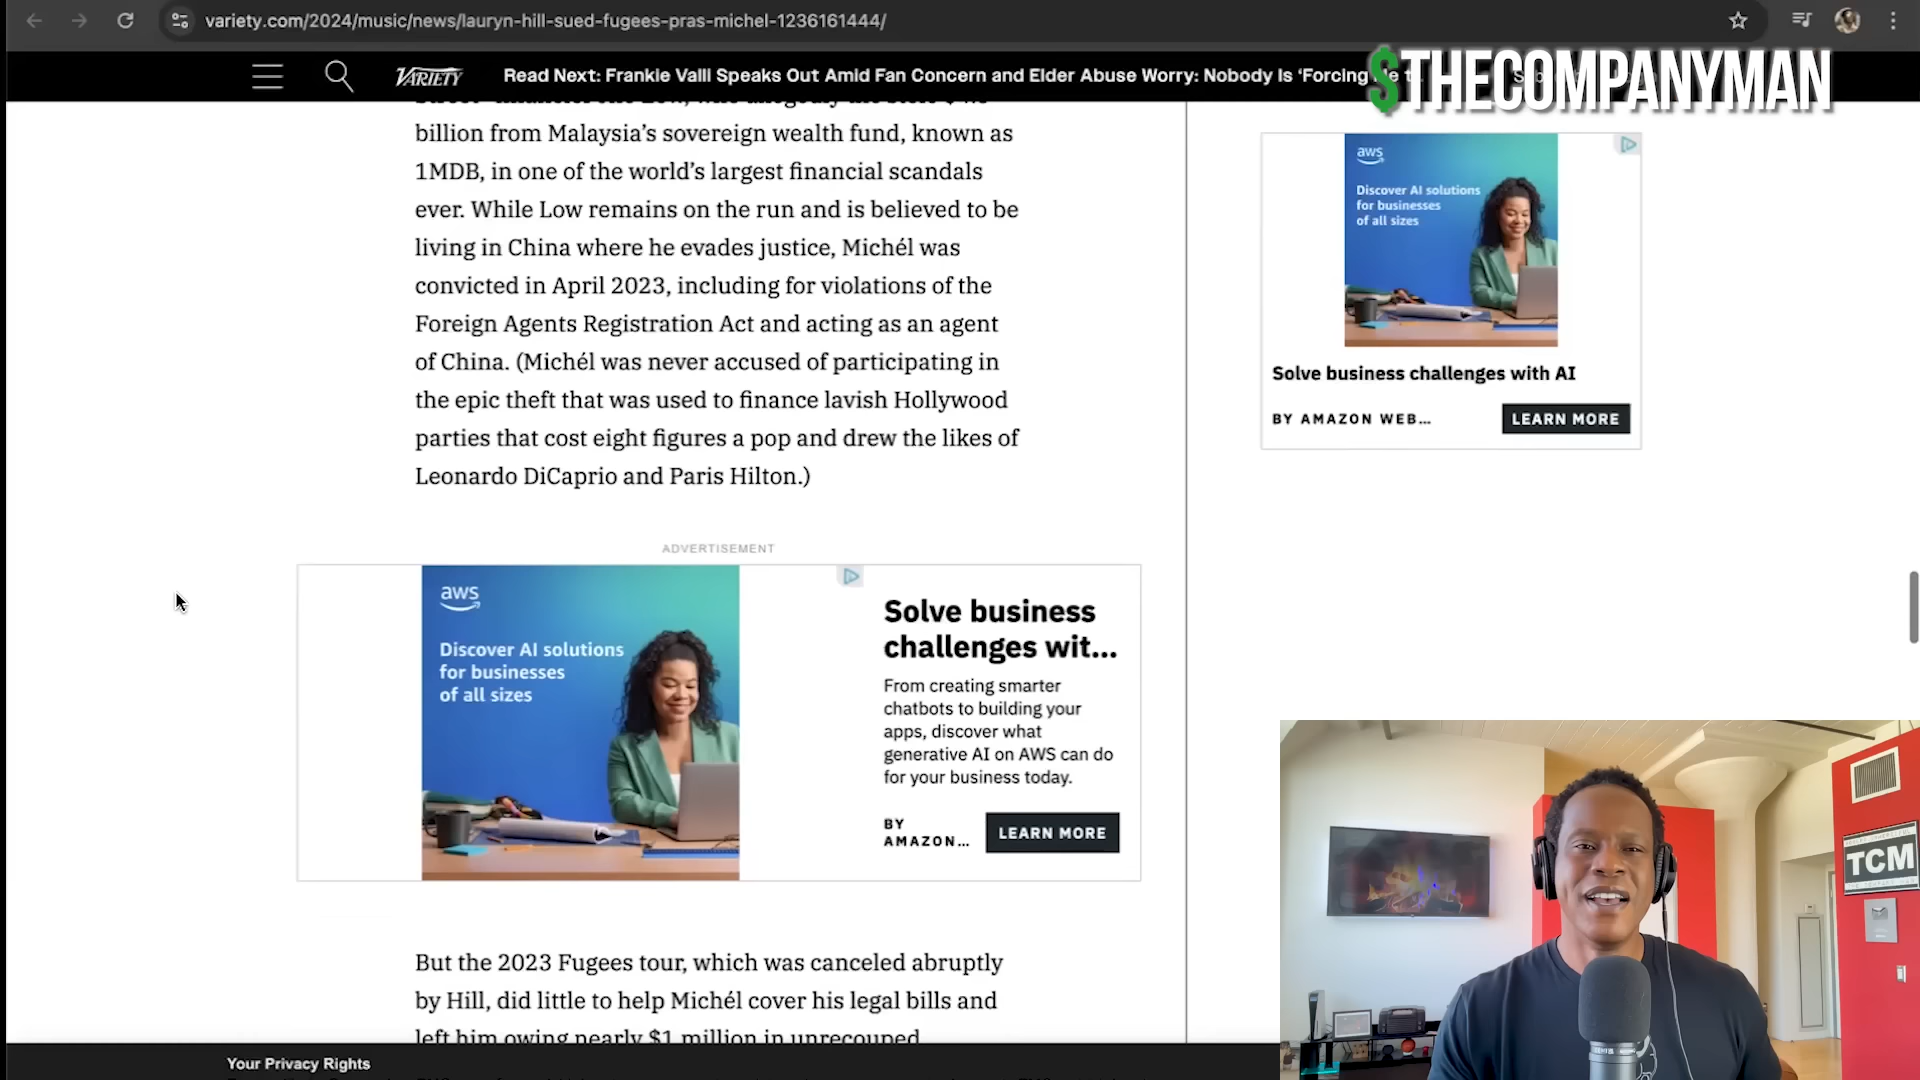 variety.com/2024/music/news/lauryn-hill-sued-fugees-pras-michel-1236161444/
VARIETY
Read Next: Frankie Valli Speaks Out Amid Fan Concern and Elder Abuse Worry: Nobody Is ‘Forcing Me t
$THECOMPANYMAN
billion from Malaysia’s sovereign wealth fund, known as
1MDB, in one of the world’s largest financial scandals
ever. While Low remains on the run and is believed to be
living in China where he evades justice, Michél was
convicted in April 2023, including for violations of the
Foreign Agents Registration Act and acting as an agent
of China. (Michél was never accused of participating in
the epic theft that was used to finance lavish Hollywood
parties that cost eight figures a pop and drew the likes of
Leonardo DiCaprio and Paris Hilton.)
aws
Discover AI solutions
for businesses
of all sizes
Solve business challenges with AI
BY AMAZON WEB...
LEARN MORE
ADVERTISEMENT
aws
Discover AI solutions
for businesses
of all sizes
Solve business
challenges wit...
From creating smarter
chatbots to building your
apps, discover what
generative AI on AWS can do
for your business today.
BY
AMAZON...
LEARN MORE
But the 2023 Fugees tour, which was canceled abruptly
by Hill, did little to help Michél cover his legal bills and
left him owing nearly $1 million in unrecouped
TCM
Your Privacy Rights